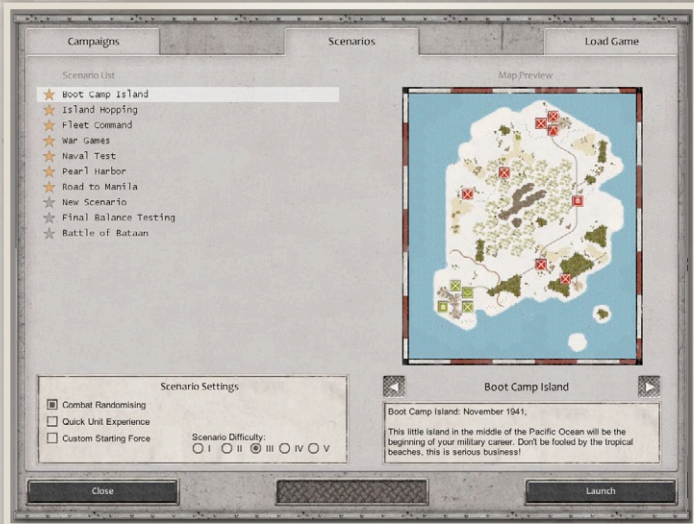 Campaigns
Scenarios
Load Game
Scenario List
Map Preview
Boot Camp Island
Island Hopping
Fleet Command
War Games
Naval Test
Pearl Harbor
Road to Manila
New Scenario
Final Balance Testing
Battle of Bataan
Scenario Settings
Combat Randomising
Quick Unit Experience
Custom Starting Force
Scenario Difficulty:
I II III IV V
Boot Camp Island
Boot Camp Island: November 1941,
This little island in the middle of the Pacific Ocean will be the
beginning of your military career. Don't be fooled by the tropical
beaches, this is serious business!
Close
Launch